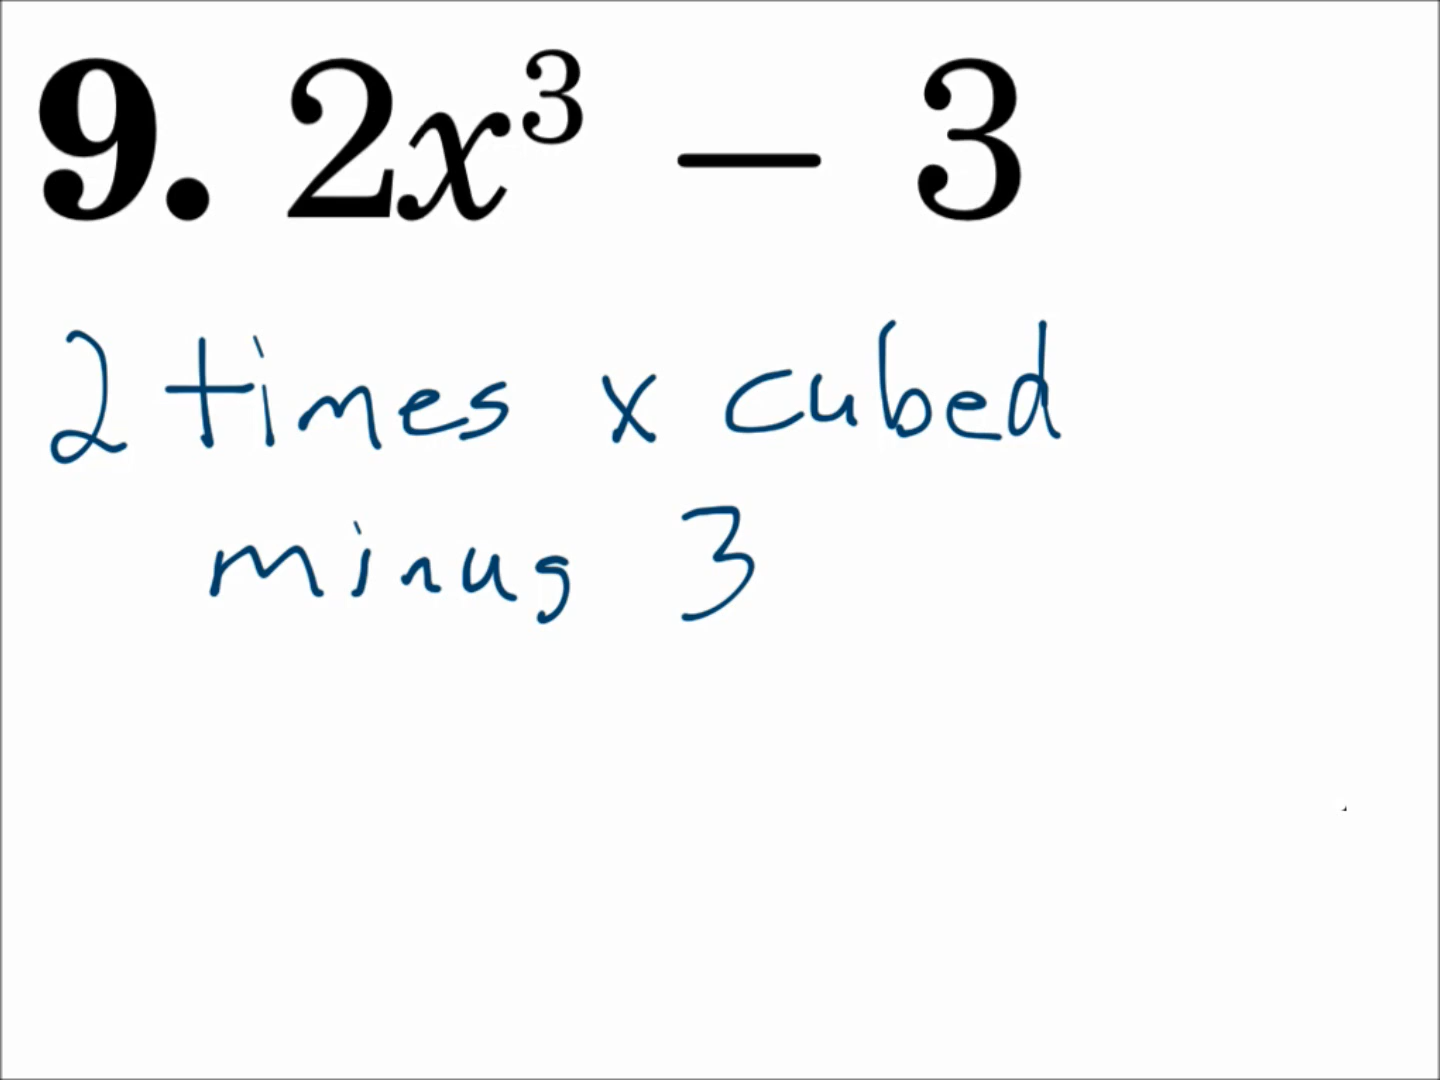 9. 2x³ − 3
2 times x cubed
minus 3